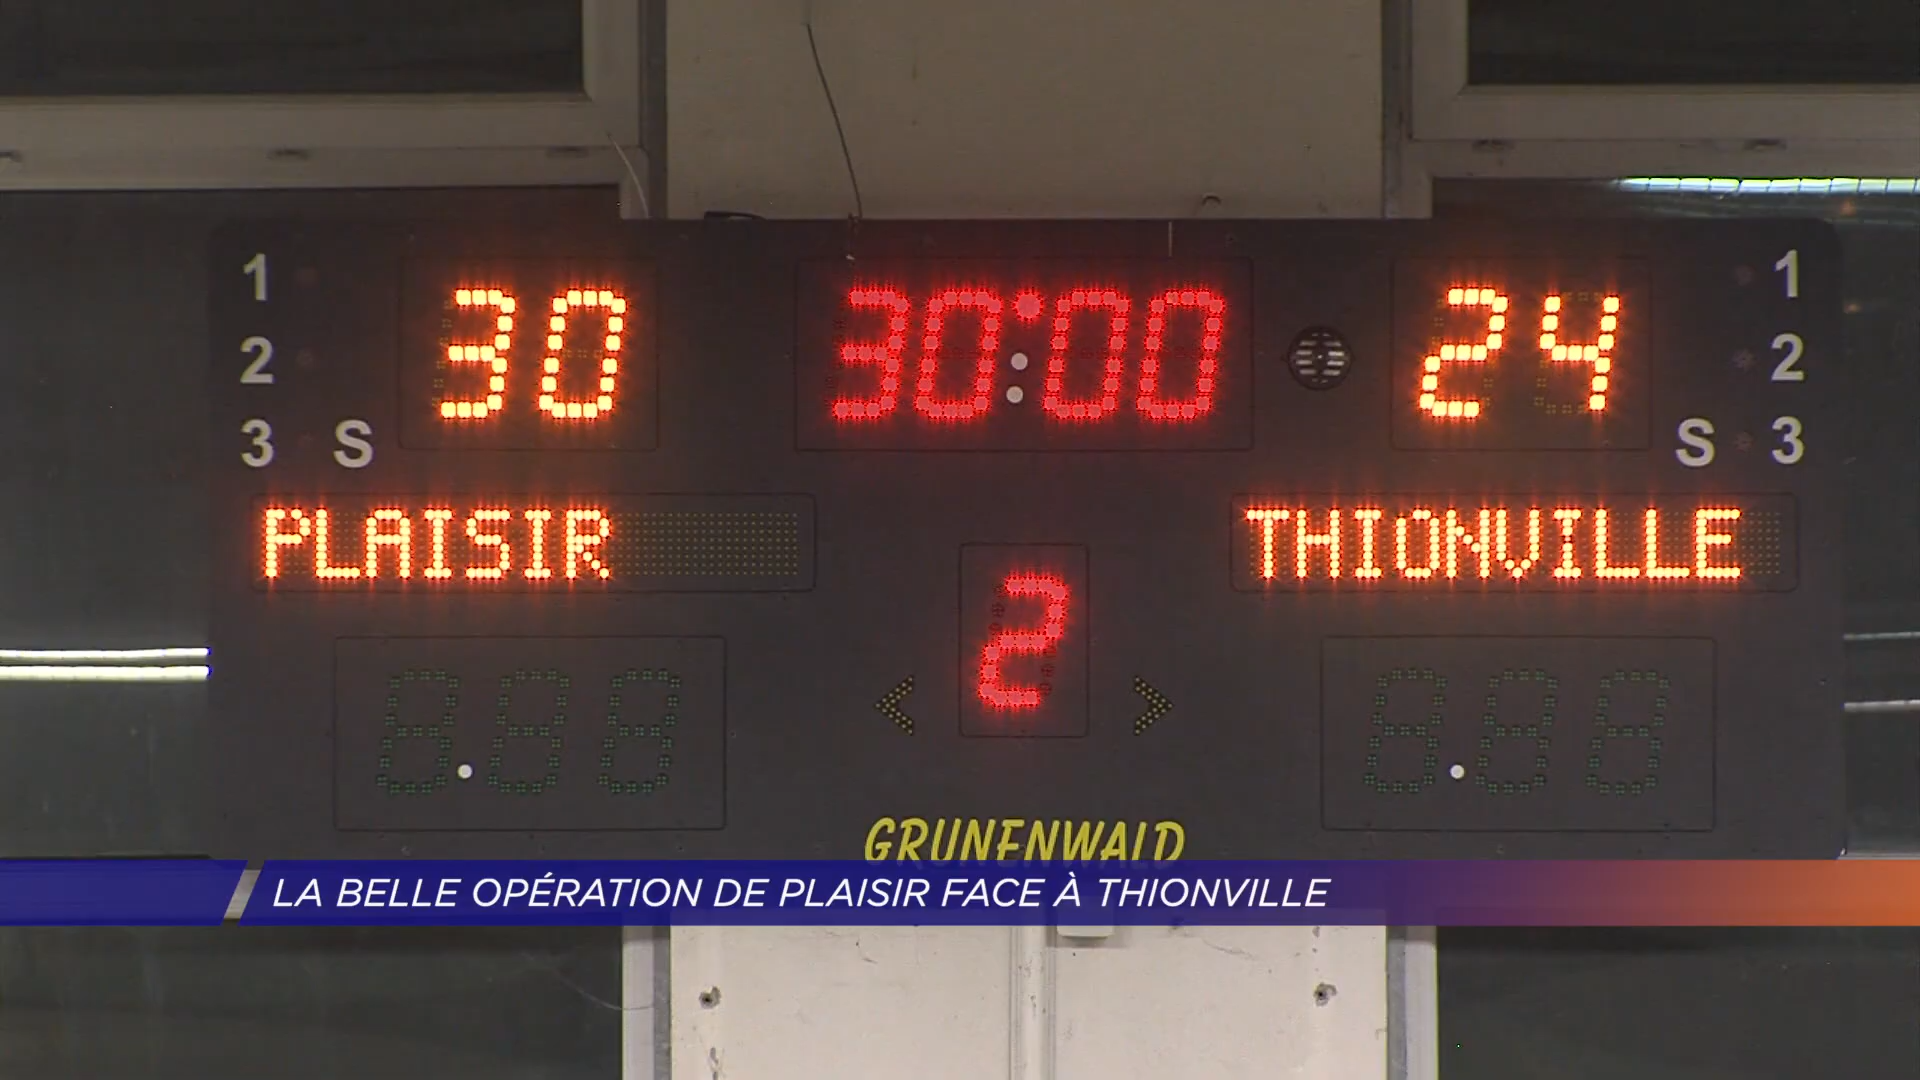 1 30 30:00 24 1
2 2
3 S S 3
PLAISIR THIONVILLE
2
< >
GRUNENWALD
LA BELLE OPÉRATION DE PLAISIR FACE À THIONVILLE